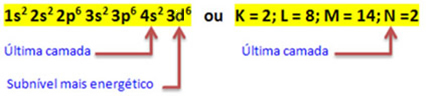 1s² 2s² 2p⁶ 3s² 3p⁶ 4s² 3d⁶ ou K = 2; L = 8; M = 14; N =2
Última camada Última camada
Subnível mais energético